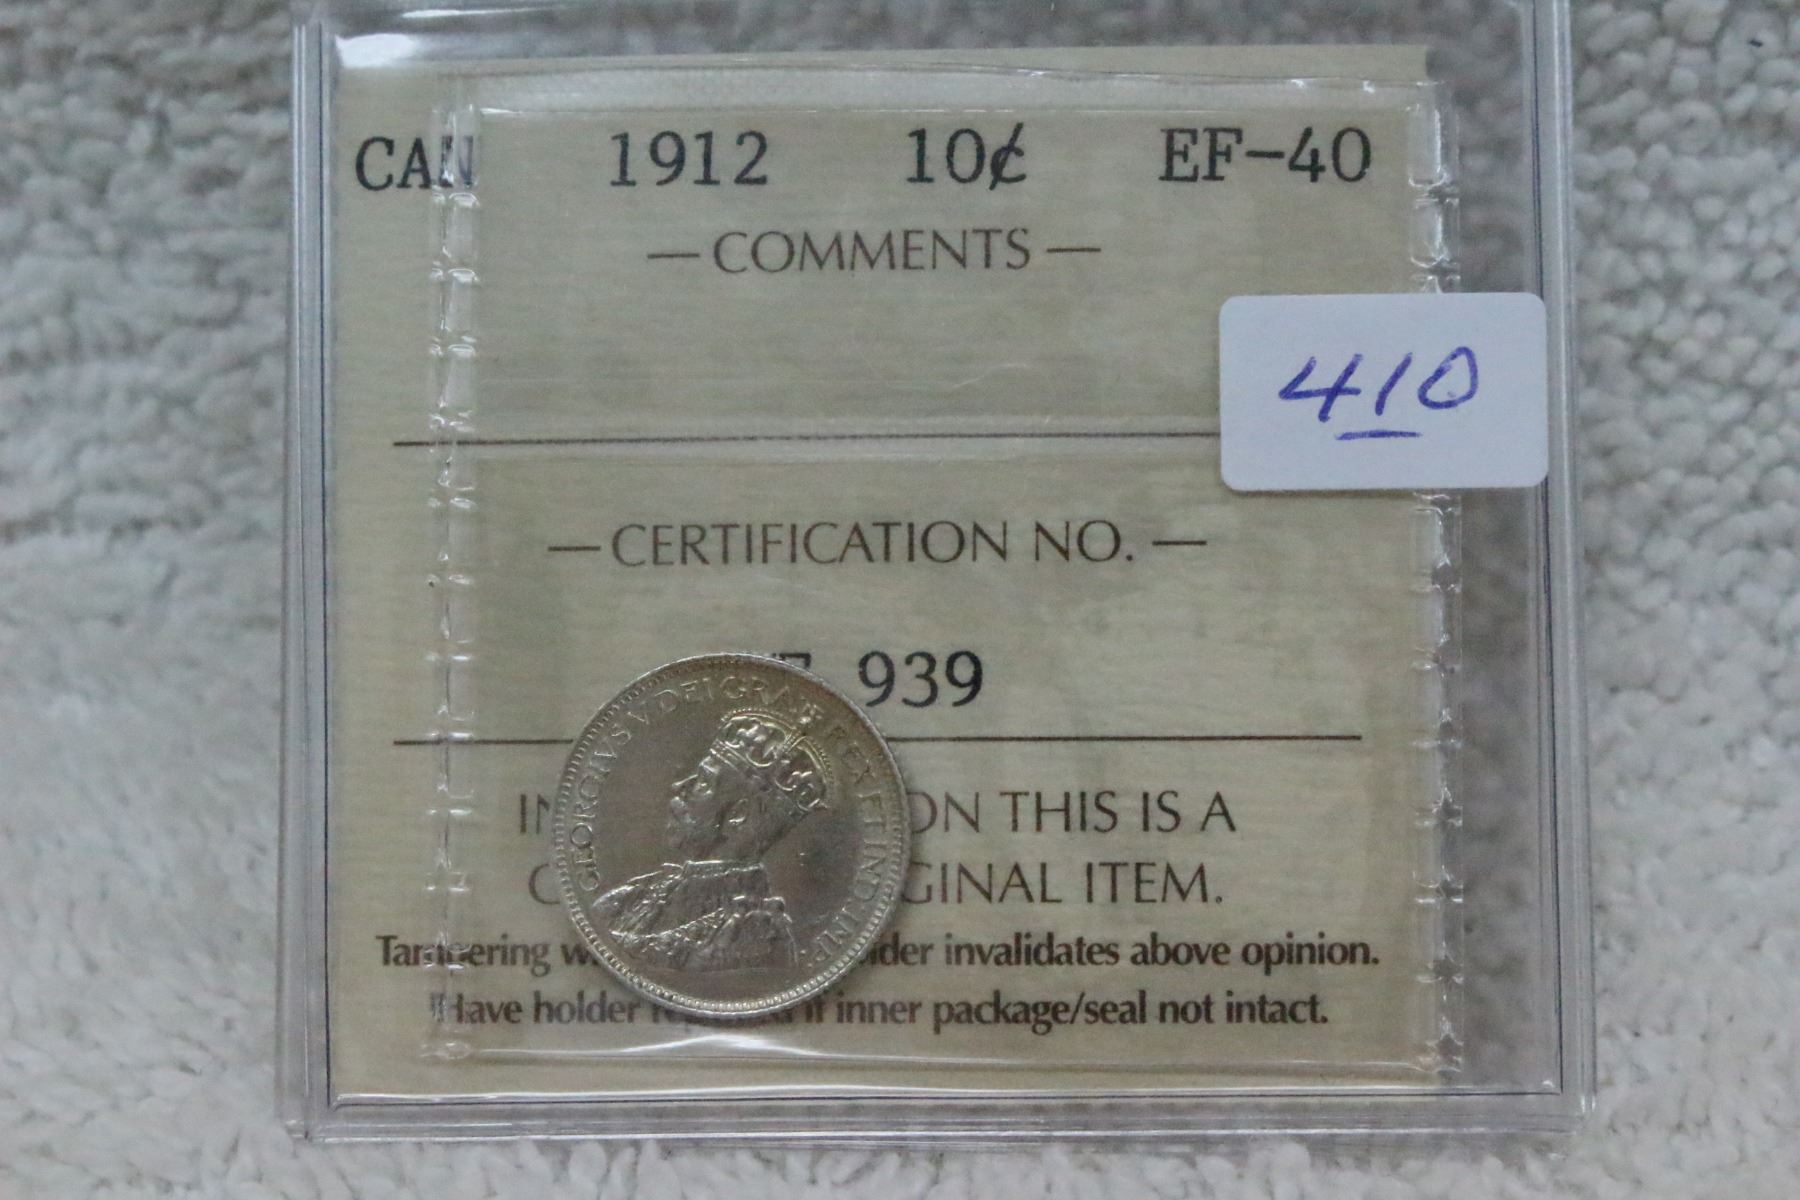 CAN 1912 10¢ EF-40
—COMMENTS—
410
—CERTIFICATION NO.—
939
GEORGIVS V DEI GRA: REX ET IND:IMP:
ON THIS IS A
GINAL ITEM.
Tampering invalidates above opinion.
Have holder if inner package/seal not intact.